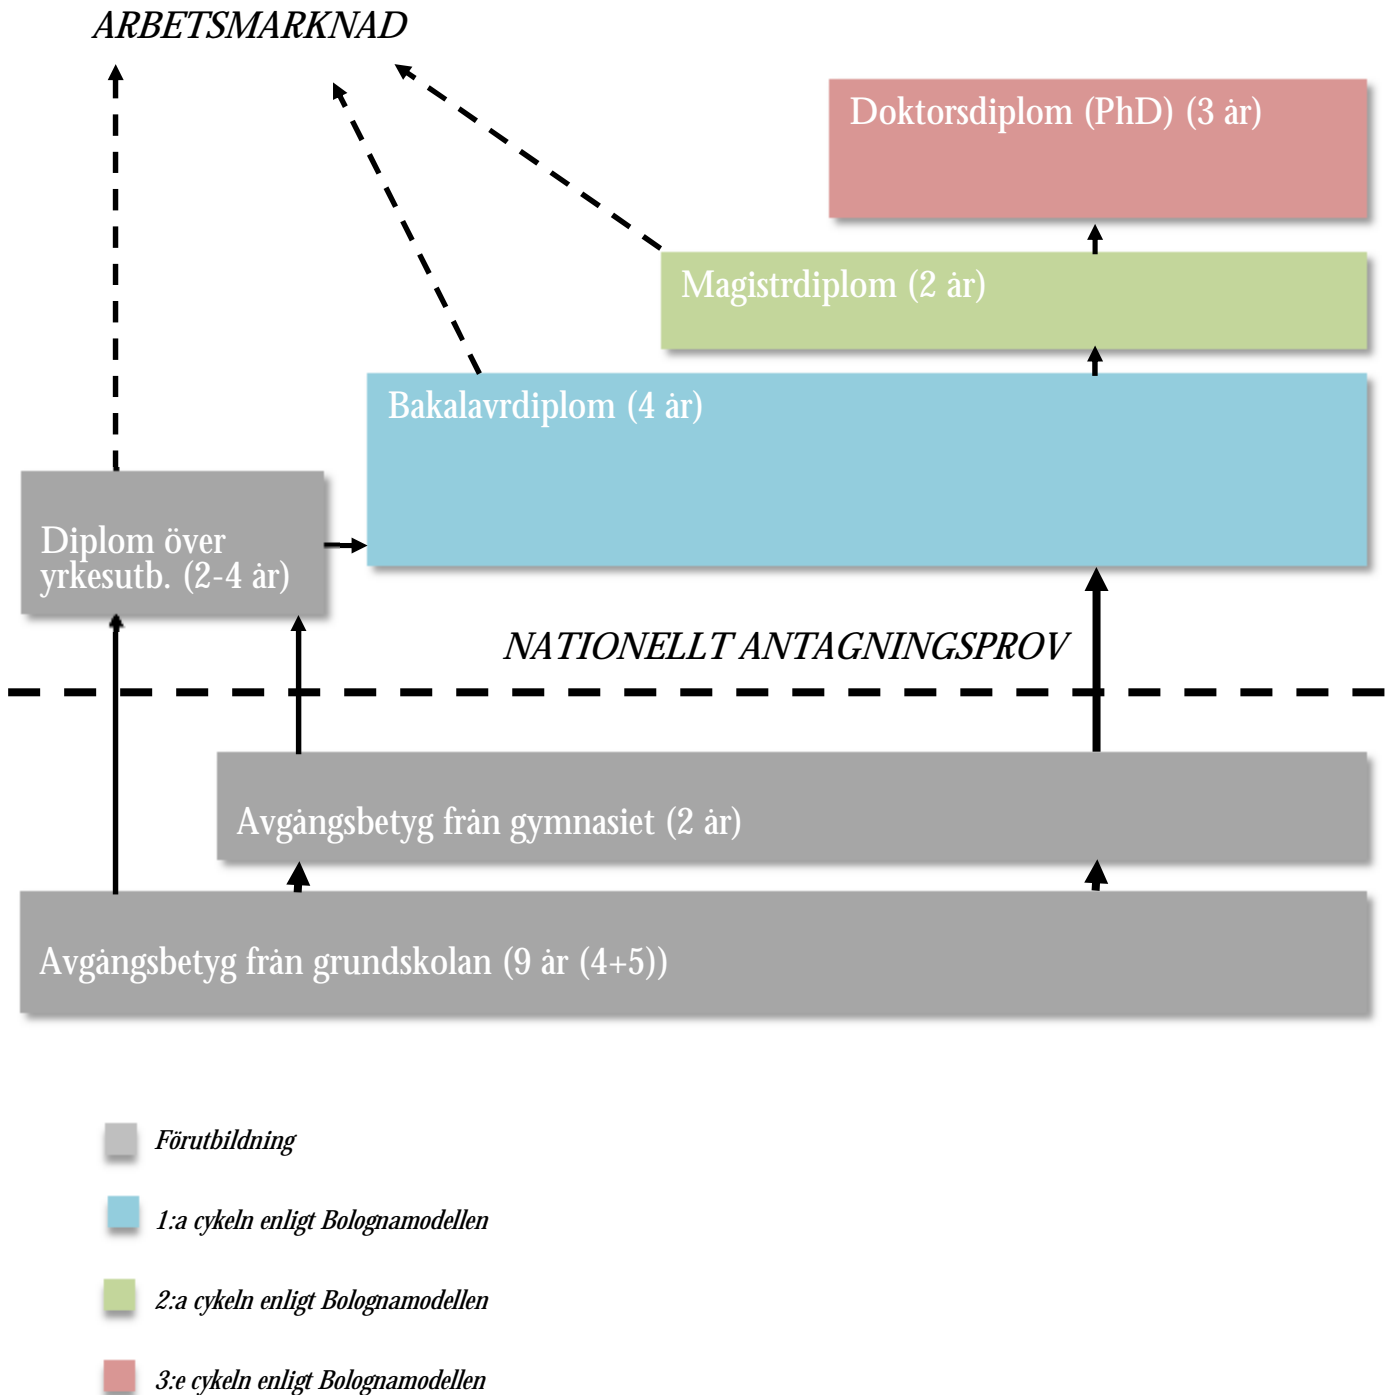 ARBETSMARKNAD
Doktorsdiplom (PhD) (3 år)
Magistrdiplom (2 år)
Bakalavrdiplom (4 år)
Diplom över
yrkesutb. (2-4 år)
NATIONELLT ANTAGNINGSPROV
Avgångsbetyg från gymnasiet (2 år)
Avgångsbetyg från grundskolan (9 år (4+5))
Förutbildning
1:a cykeln enligt Bolognamodellen
2:a cykeln enligt Bolognamodellen
3:e cykeln enligt Bolognamodellen